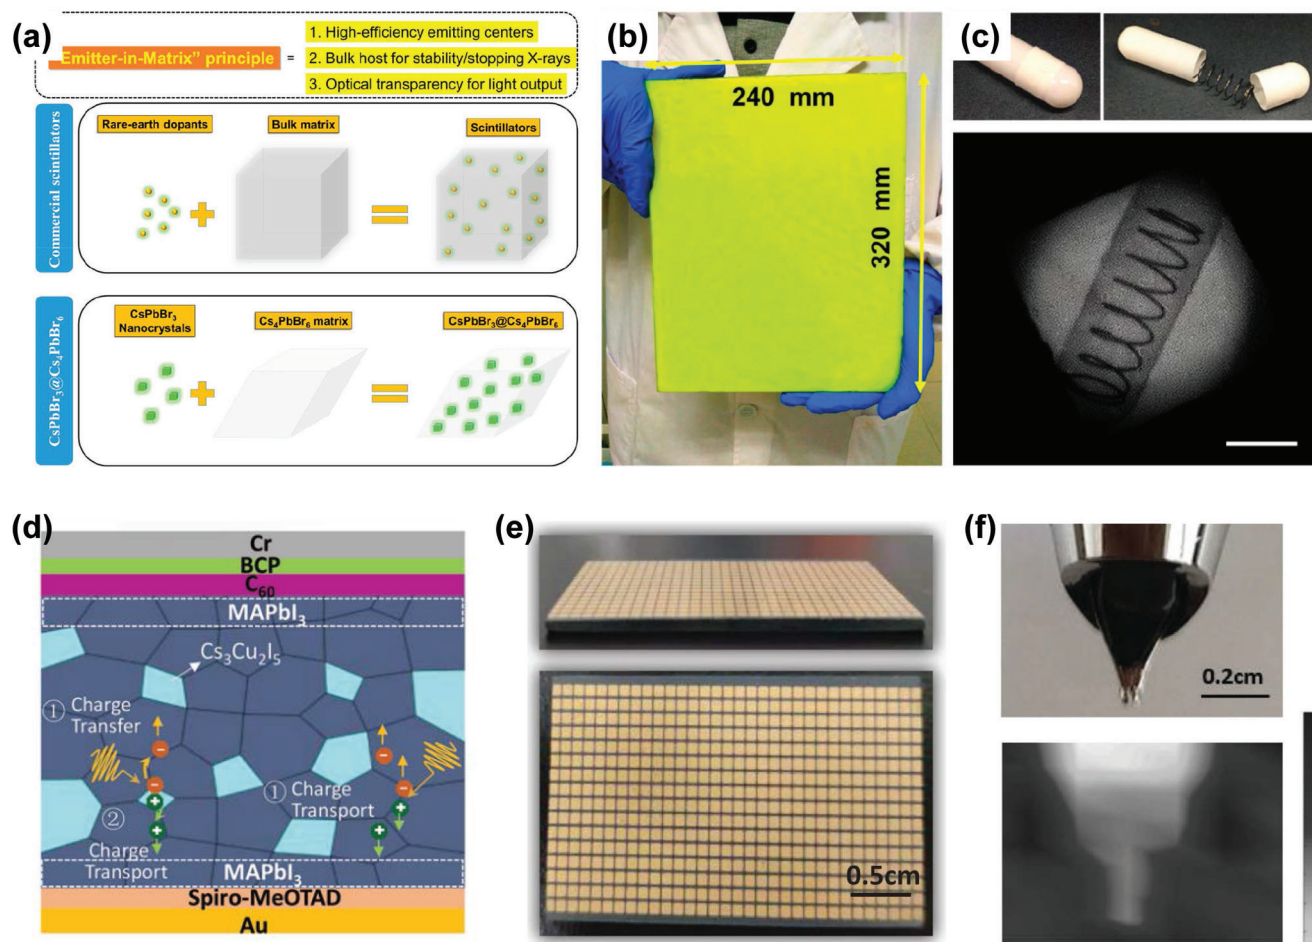 (a)
Emitter-in-Matrix" principle
=
1. High-efficiency emitting centers
2. Bulk host for stability/stopping X-rays
3. Optical transparency for light output
Commercial scintillators
Rare-earth dopants
Bulk matrix
Scintillators
CsPbBr₃@Cs₄PbBr₆
CsPbBr₃
Nanocrystals
Cs₄PbBr₆ matrix
CsPbBr₃@Cs₄PbBr₆
(b)
240 mm
320 mm
(c)
(d)
Cr
BCP
C₆₀
MAPbI₃
Cs₃Cu₂I₅
① Charge
Transfer
① Charge
Transport
②
Charge
Transport
MAPbI₃
Spiro-MeOTAD
Au
(e)
0.5cm
(f)
0.2cm